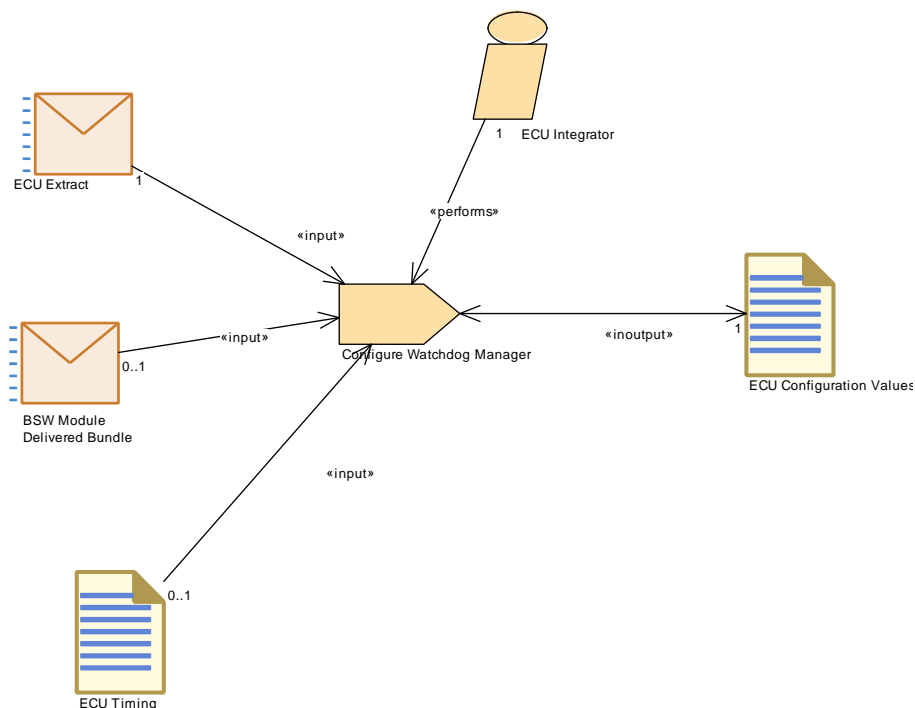 1
ECU Integrator
ECU Extract
1
«performs»
«input»
«input»
0..1
Configure Watchdog Manager
«inoutput»
1
ECU Configuration Values
BSW Module
Delivered Bundle
«input»
0..1
ECU Timing